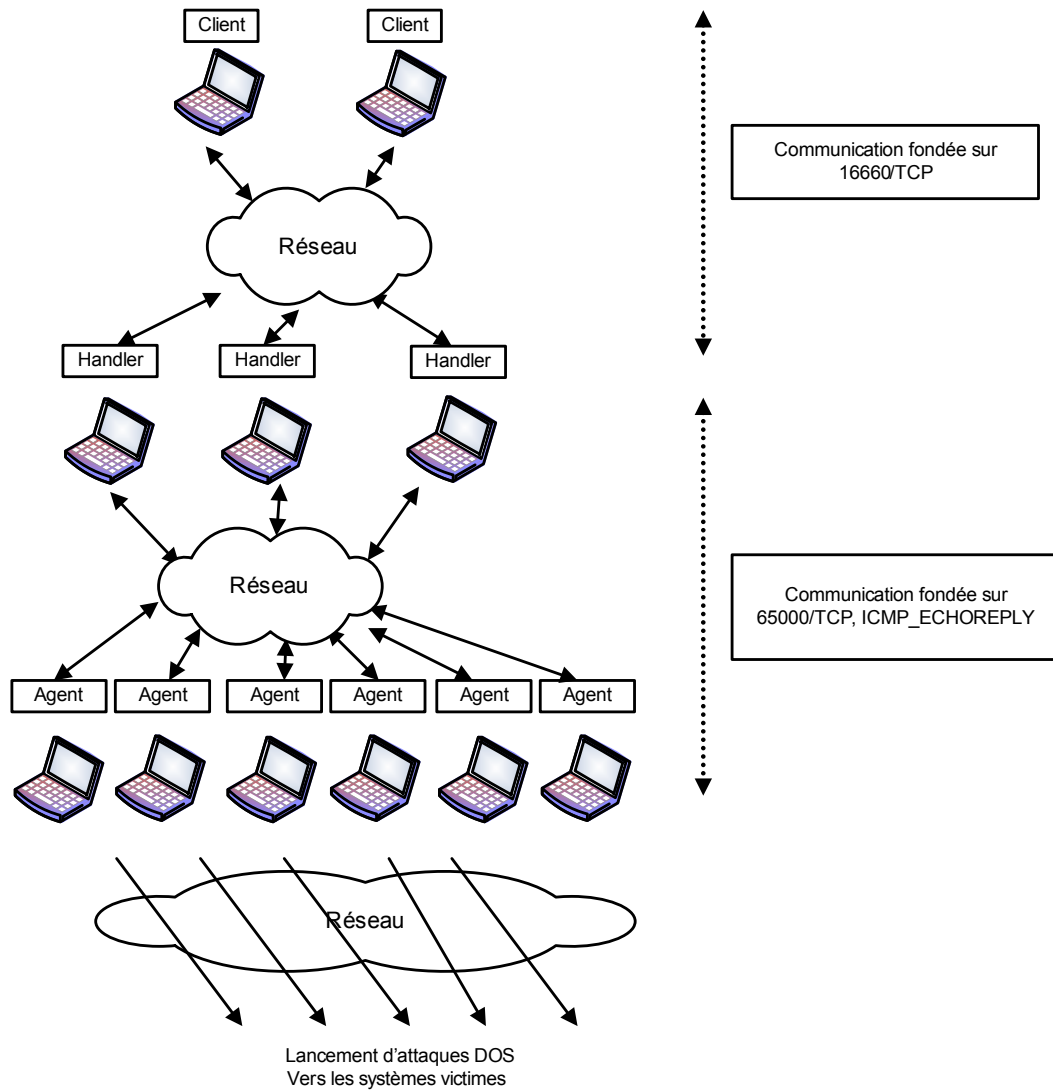 Client
Client
Communication fondée sur
16660/TCP
Réseau
Handler
Handler
Handler
Réseau
Communication fondée sur
65000/TCP, ICMP_ECHOREPLY
Agent
Agent
Agent
Agent
Agent
Agent
Réseau
Lancement d'attaques DOS
Vers les systèmes victimes